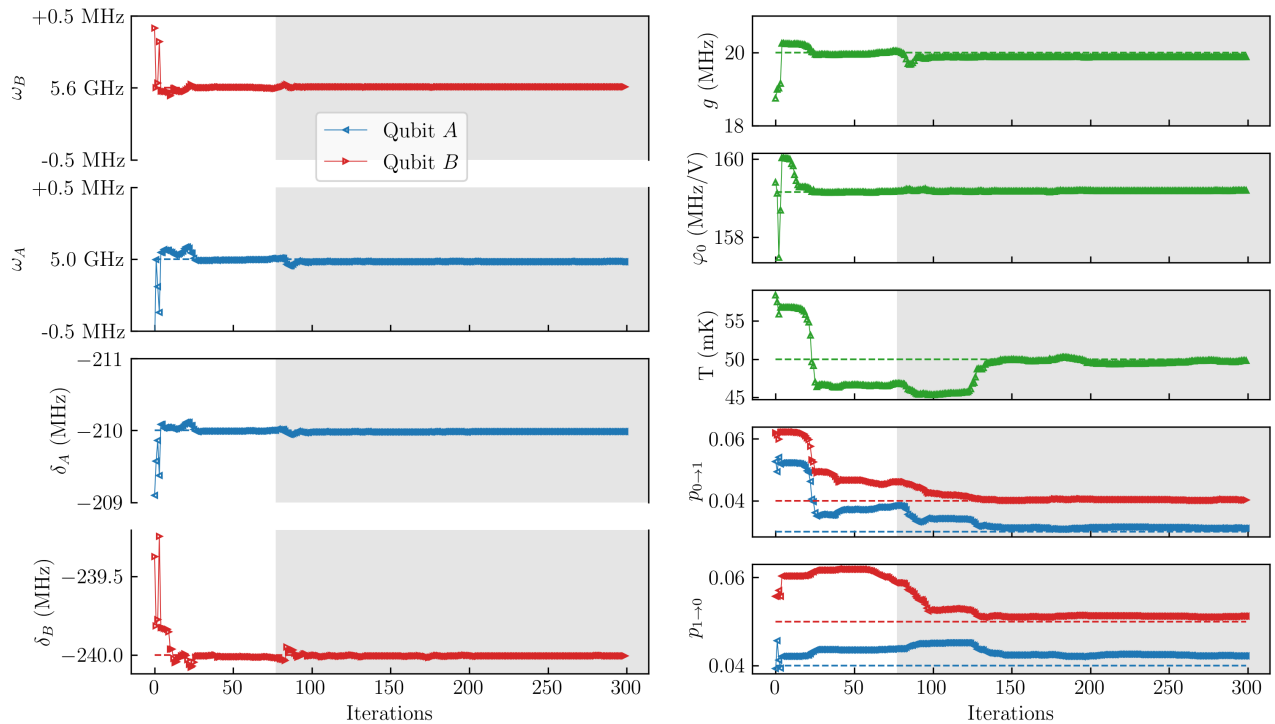 +0.5 MHz
5.6 GHz
-0.5 MHz
ω_B
Qubit A
Qubit B
+0.5 MHz
5.0 GHz
-0.5 MHz
ω_A
−211
−210
−209
δ_A (MHz)
−239.5
−240.0
δ_B (MHz)
0 50 100 150 200 250 300
Iterations
20
18
g (MHz)
160
158
φ_0 (MHz/V)
55
50
45
T (mK)
0.06
0.04
p_{0→1}
0.06
0.04
p_{1→0}
0 50 100 150 200 250 300
Iterations